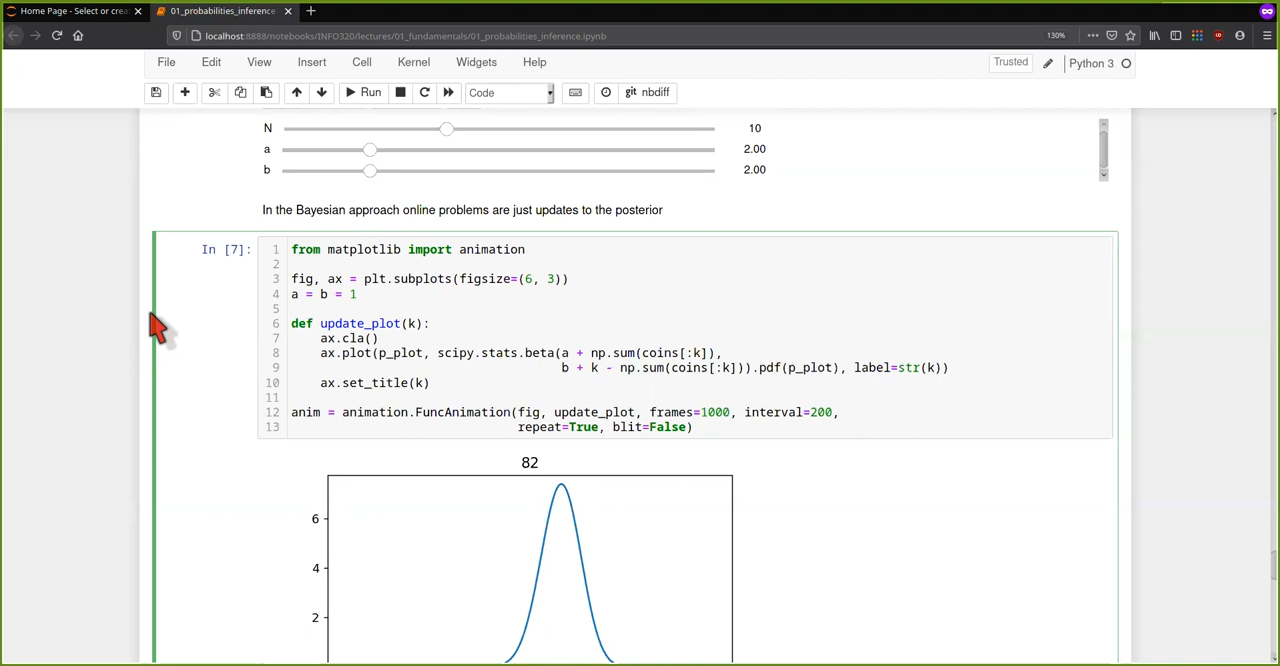 Home Page - Select or crea
01_probabilities_inference.
localhost:8888/notebooks/INFO320/lectures/01_fundamentals/01_probabilities_inference.ipynb
130%
File Edit View Insert Cell Kernel Widgets Help
Trusted
Python 3
Run
Code
git nbdiff
N 10
a 2.00
b 2.00
In the Bayesian approach online problems are just updates to the posterior
In [7]:
1 from matplotlib import animation
2
3 fig, ax = plt.subplots(figsize=(6, 3))
4 a = b = 1
5
6 def update_plot(k):
7     ax.cla()
8     ax.plot(p_plot, scipy.stats.beta(a + np.sum(coins[:k]),
9                                      b + k - np.sum(coins[:k])).pdf(p_plot), label=str(k))
10     ax.set_title(k)
11
12 anim = animation.FuncAnimation(fig, update_plot, frames=1000, interval=200,
13                                repeat=True, blit=False)
82
6
4
2